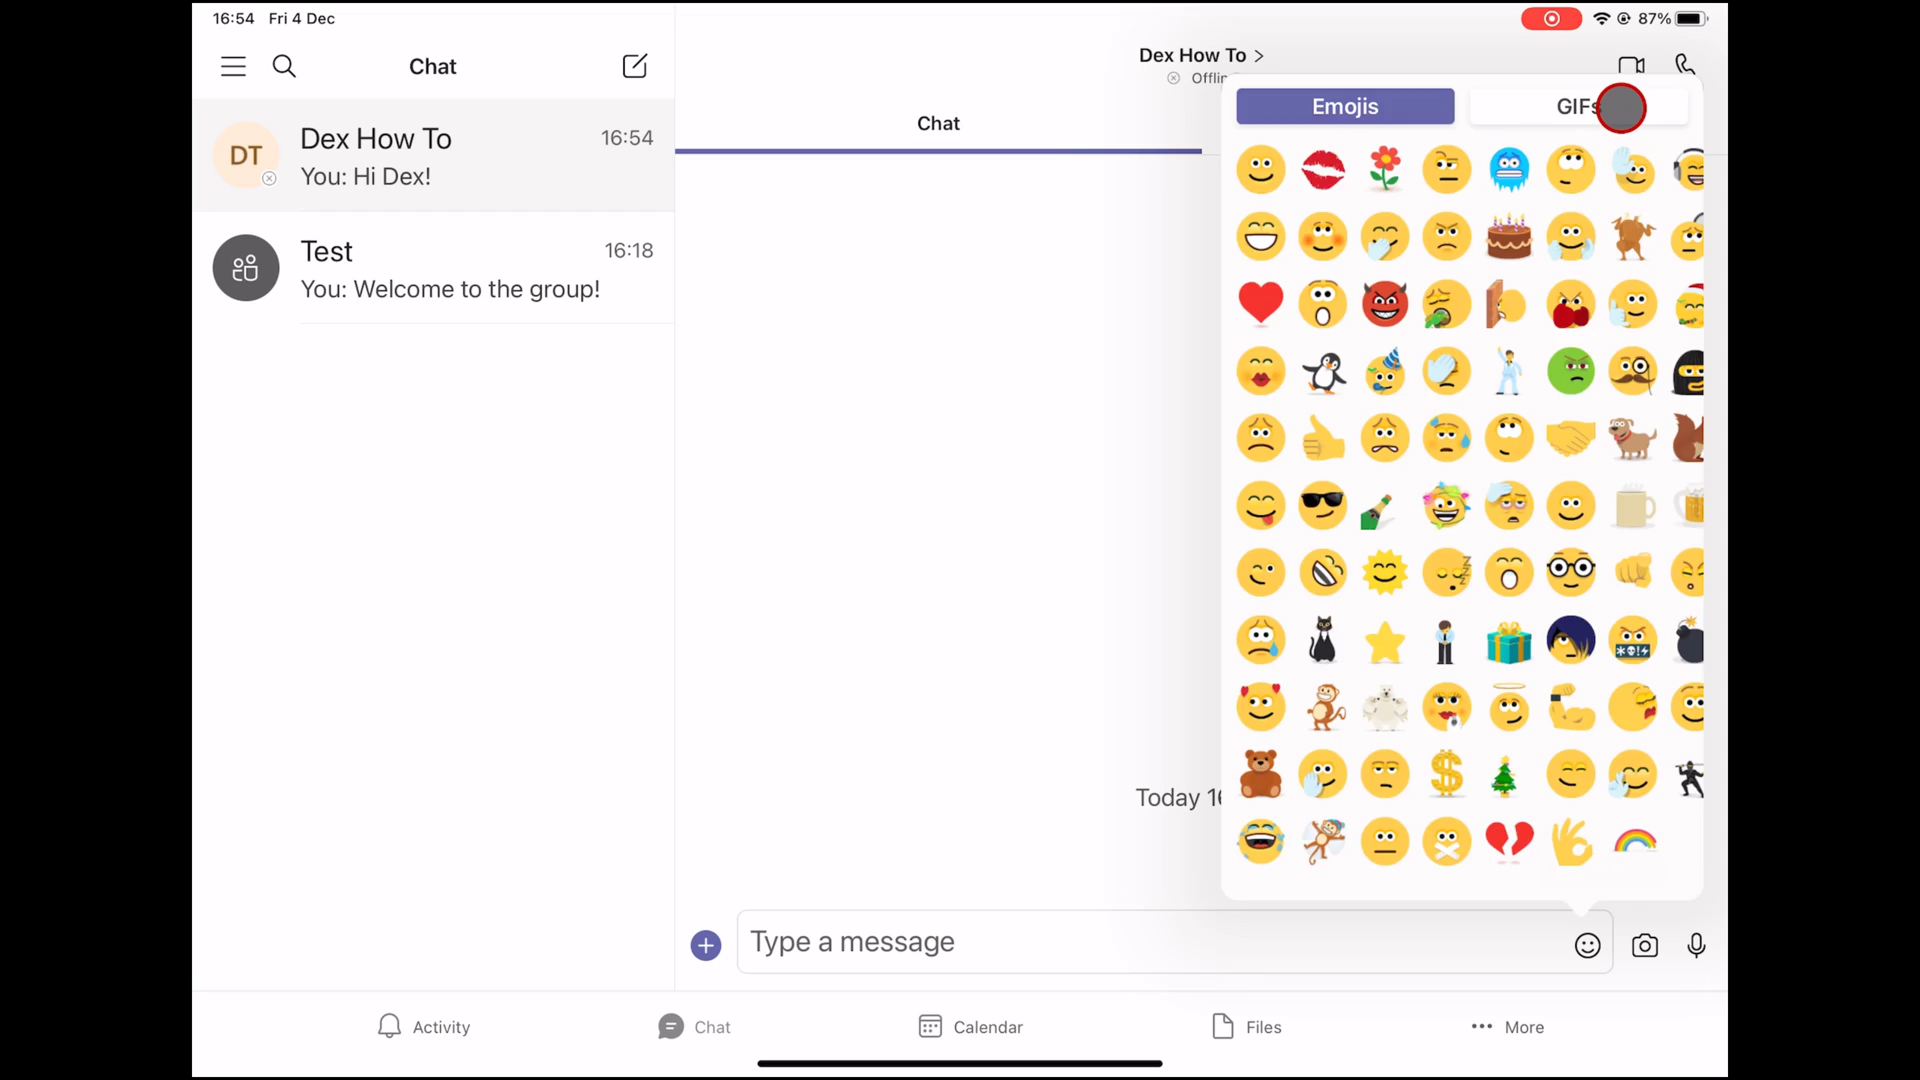 16:54 Fri 4 Dec
87%
Chat
Dex How To
Offlin
Emojis
GIFs
Chat
DT
Dex How To
16:54
You: Hi Dex!
Test
16:18
You: Welcome to the group!
Today 16
Type a message
Activity
Chat
Calendar
Files
More